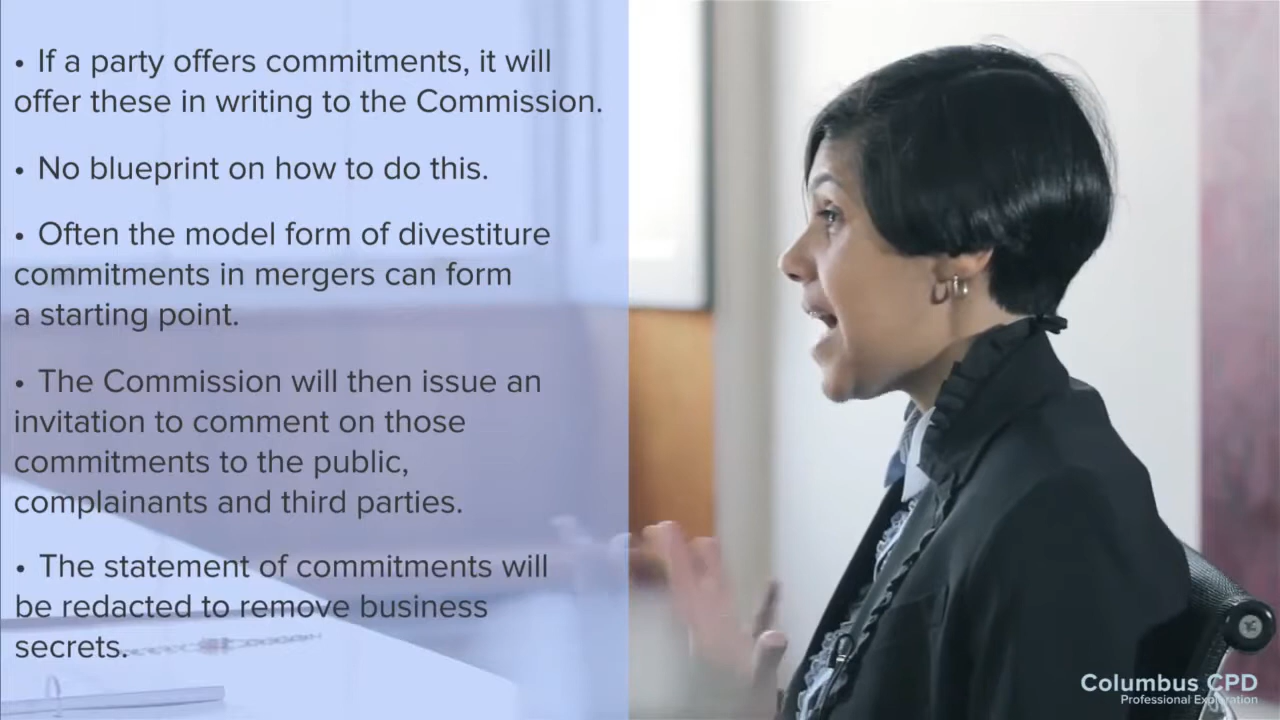 • If a party offers commitments, it will
offer these in writing to the Commission.
• No blueprint on how to do this.
• Often the model form of divestiture
commitments in mergers can form
a starting point.
• The Commission will then issue an
invitation to comment on those
commitments to the public,
complainants and third parties.
• The statement of commitments will
be redacted to remove business
secrets.
Columbus CPD
Professional Exploration